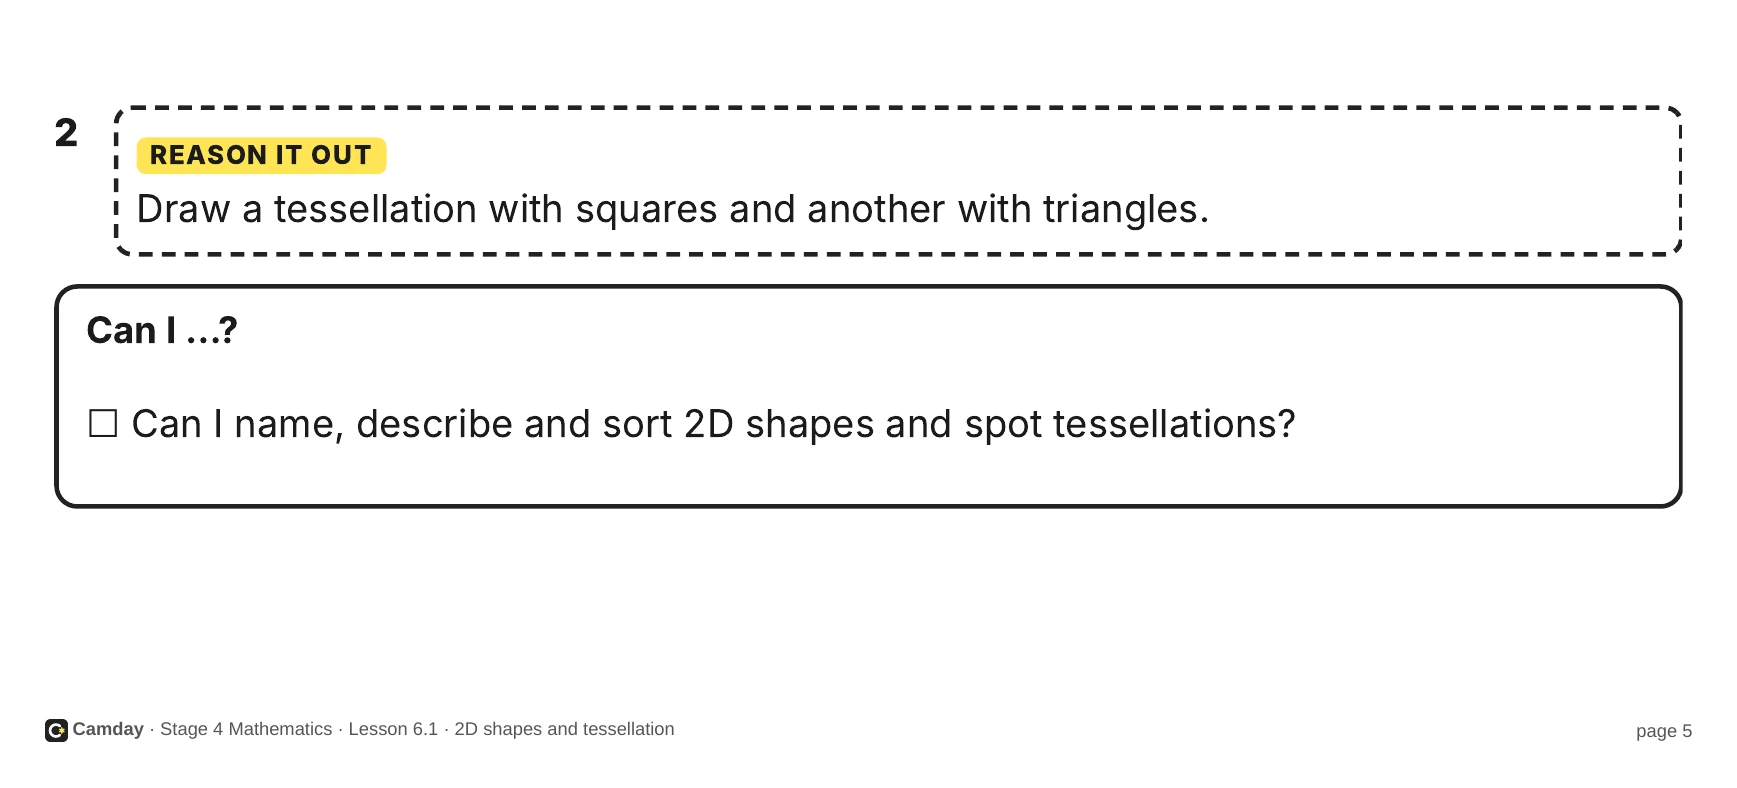 2
REASON IT OUT
Draw a tessellation with squares and another with triangles.
Can I ...?
☐ Can I name, describe and sort 2D shapes and spot tessellations?
Camday · Stage 4 Mathematics · Lesson 6.1 · 2D shapes and tessellation
page 5